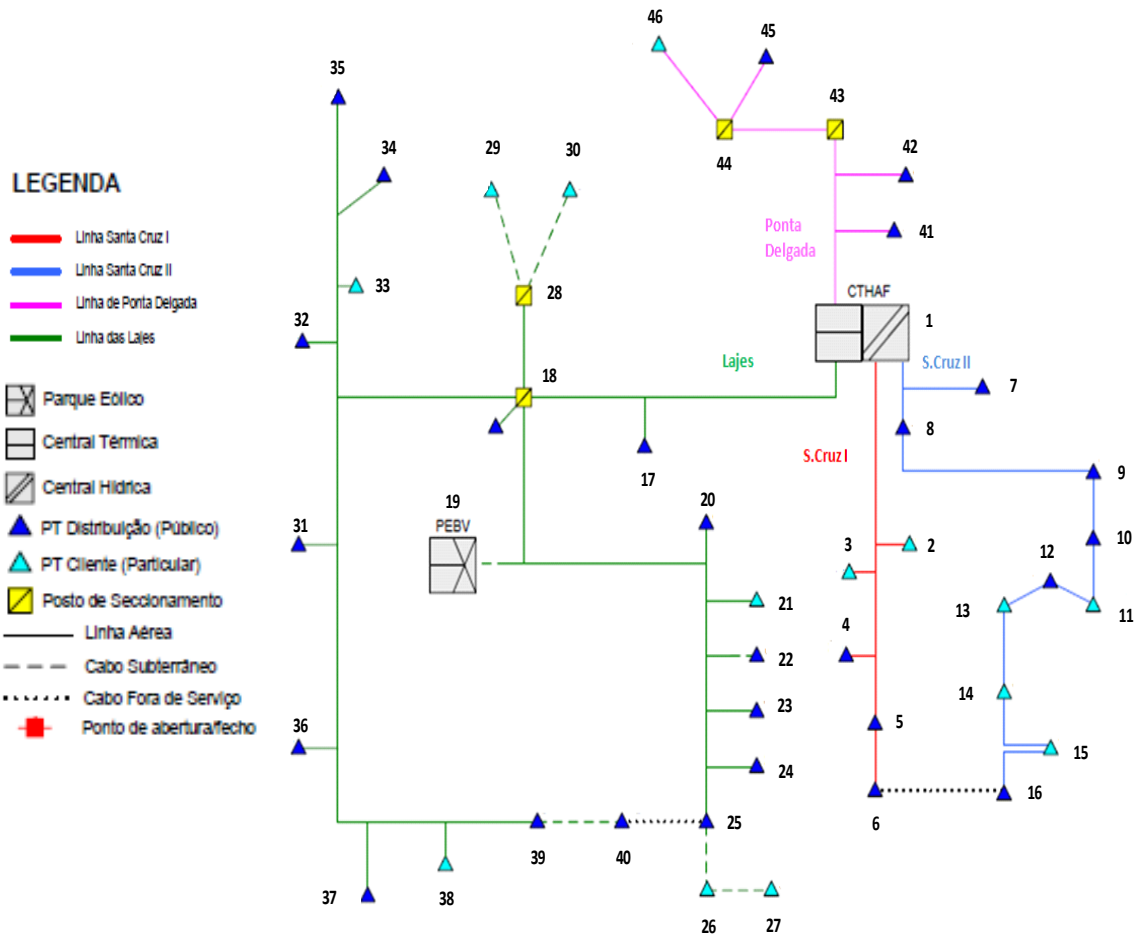 46
45
35
43
34
29
30
44
42
LEGENDA
Ponta
Delgada
41
Linha Santa Cruz I
Linha Santa Cruz II
Linha de Ponta Delgada
Linha das Lajes
33
28
CTHAF
1
32
18
Lajes
S.Cruz II
7
Parque Eólico
8
Central Térmica
S.Cruz I
9
Central Hídrica
17
19
PEBV
20
PT Distribuição (Público)
31
10
3
2
12
PT Cliente (Particular)
21
13
11
Posto de Seccionamento
4
Linha Aérea
22
Cabo Subterrâneo
14
23
5
Cabo Fora de Serviço
36
Ponto de abertura/fecho
15
24
16
25
6
39
40
37
38
26
27